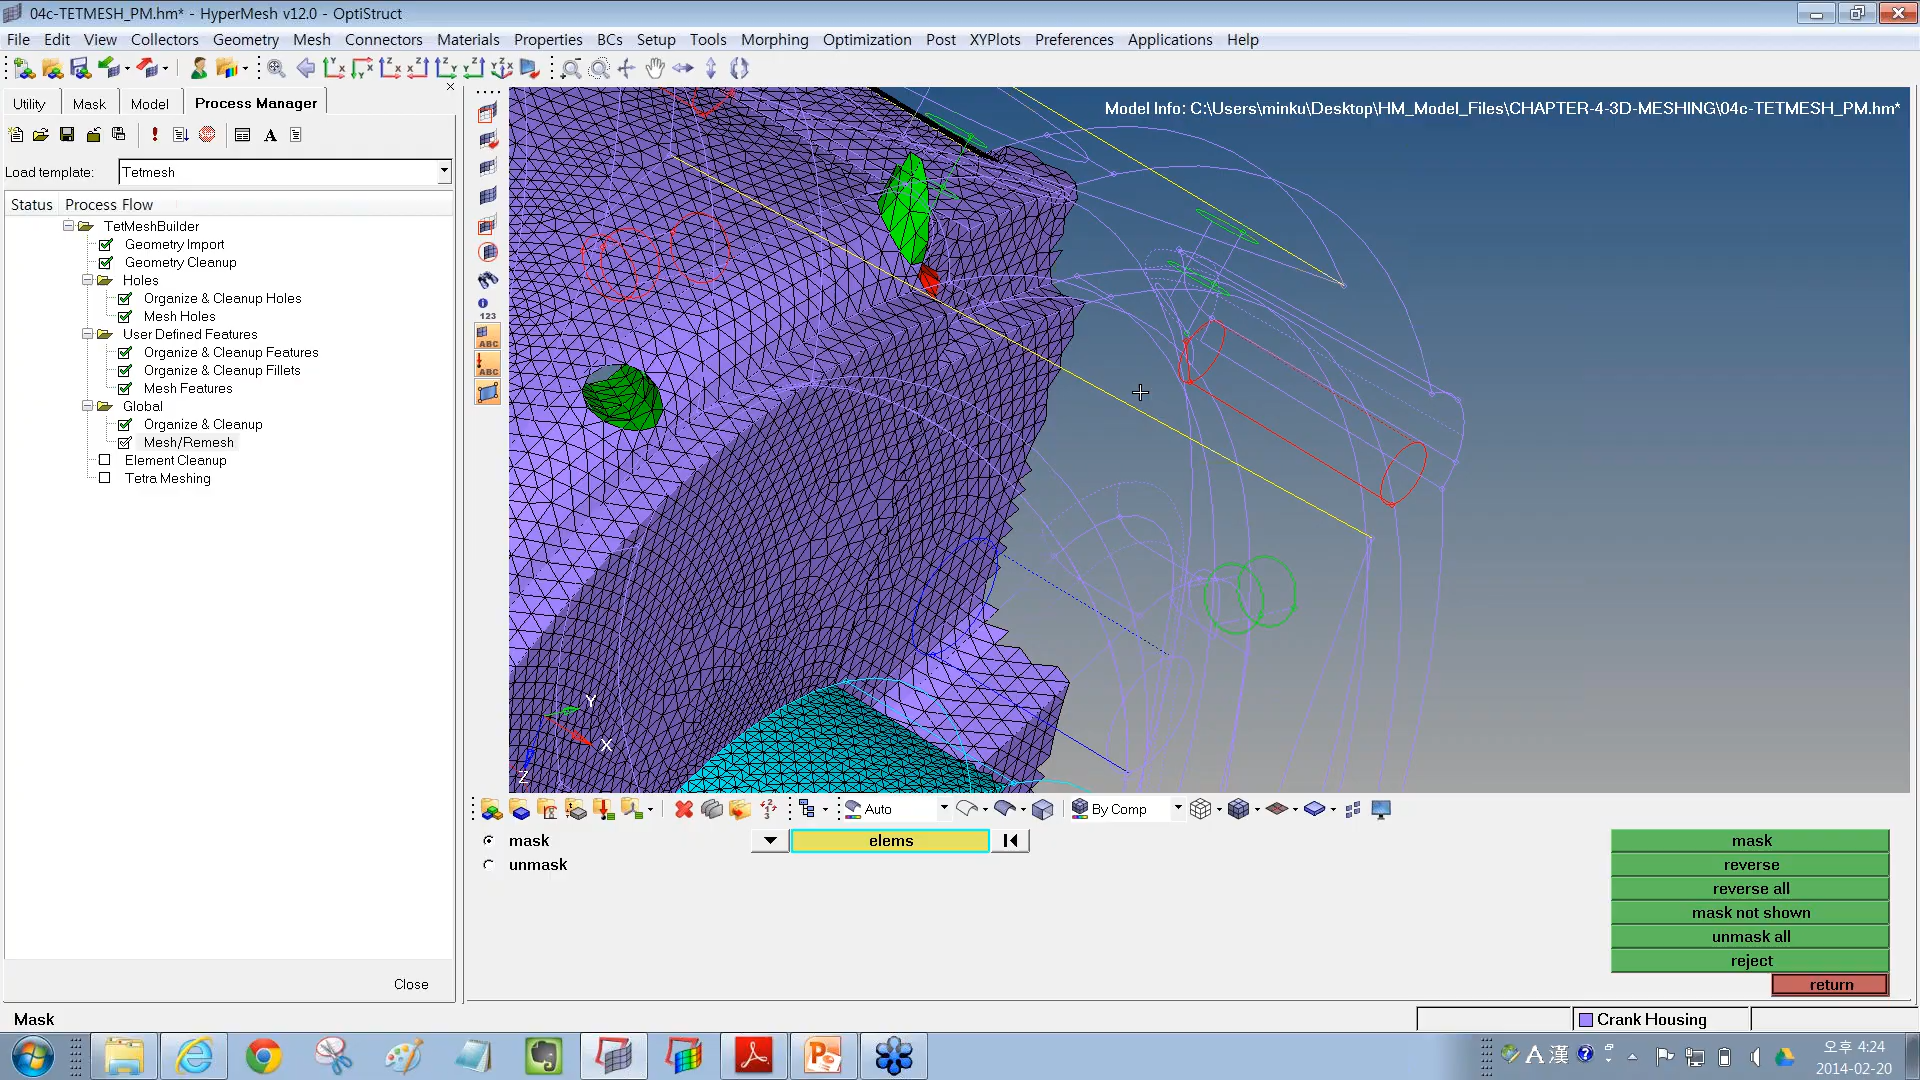 04c-TETMESH_PM.hm* - HyperMesh v12.0 - OptiStruct
File Edit View Collectors Geometry Mesh Connectors Materials Properties BCs Setup Tools Morphing Optimization Post XYPlots Preferences Applications Help
Utility Mask Model Process Manager
Load template: Tetmesh
Status Process Flow
TetMeshBuilder
Geometry Import
Geometry Cleanup
Holes
Organize & Cleanup Holes
Mesh Holes
User Defined Features
Organize & Cleanup Features
Organize & Cleanup Fillets
Mesh Features
Global
Organize & Cleanup
Mesh/Remesh
Element Cleanup
Tetra Meshing
Close
123
ABC
ABC
Model Info: C:\Users\minku\Desktop\HM_Model_Files\CHAPTER-4-3D-MESHING\04c-TETMESH_PM.hm*
Y
X
Z
Auto By Comp
mask elems
unmask
mask
reverse
reverse all
mask not shown
unmask all
reject
return
Mask Crank Housing
A 漢
오후 4:24
2014-02-20